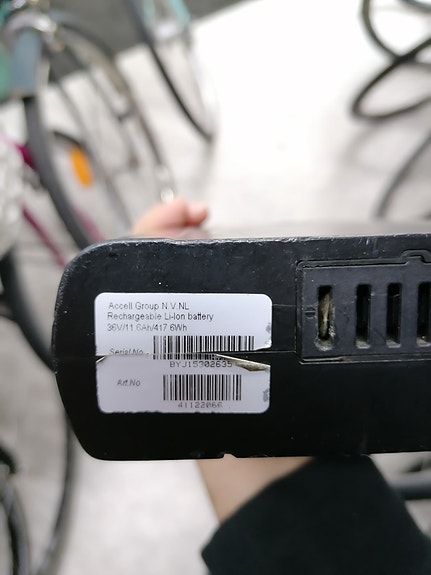 Accell Group N.V.NL
Rechargeable Li-Ion battery
36V/11.6Ah/417.6Wh
Serial No.
BYJ15302635
Art.No
41122066